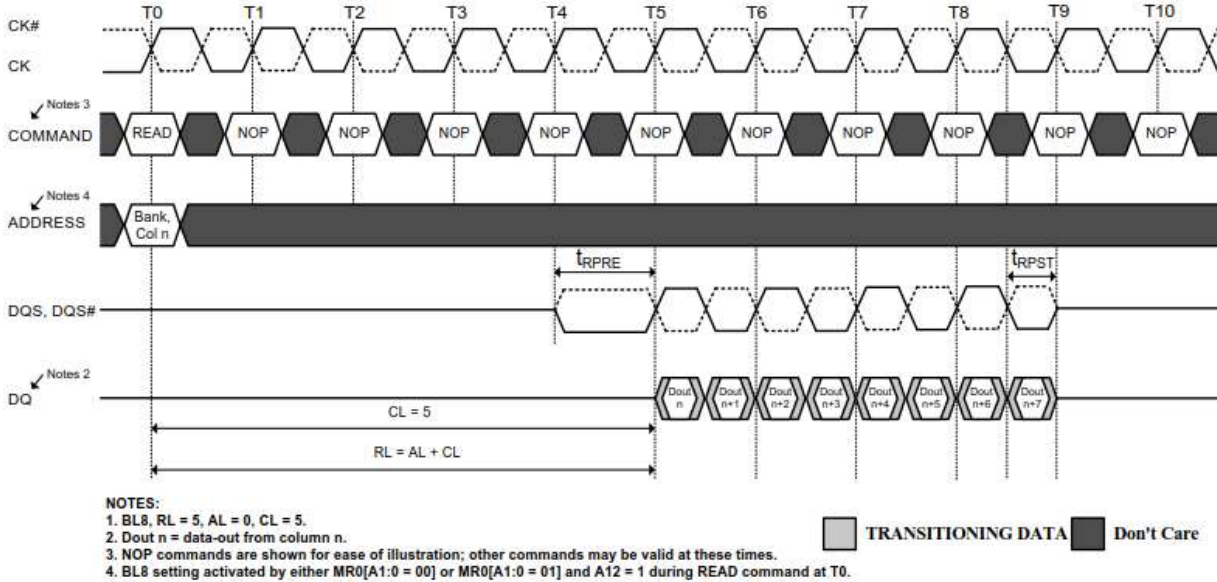 T0 T1 T2 T3 T4 T5 T6 T7 T8 T9 T10
CK#
CK
Notes 3
COMMAND READ NOP NOP NOP NOP NOP NOP NOP NOP NOP NOP
Notes 4
ADDRESS Bank,
Col n
tRPRE tRPST
DQS, DQS#
Notes 2
DQ Dout n Dout n+1 Dout n+2 Dout n+3 Dout n+4 Dout n+5 Dout n+6 Dout n+7
CL = 5
RL = AL + CL
NOTES:
1. BL8, RL = 5, AL = 0, CL = 5.
2. Dout n = data-out from column n.
3. NOP commands are shown for ease of illustration; other commands may be valid at these times.
4. BL8 setting activated by either MR0[A1:0 = 00] or MR0[A1:0 = 01] and A12 = 1 during READ command at T0.
TRANSITIONING DATA Don't Care